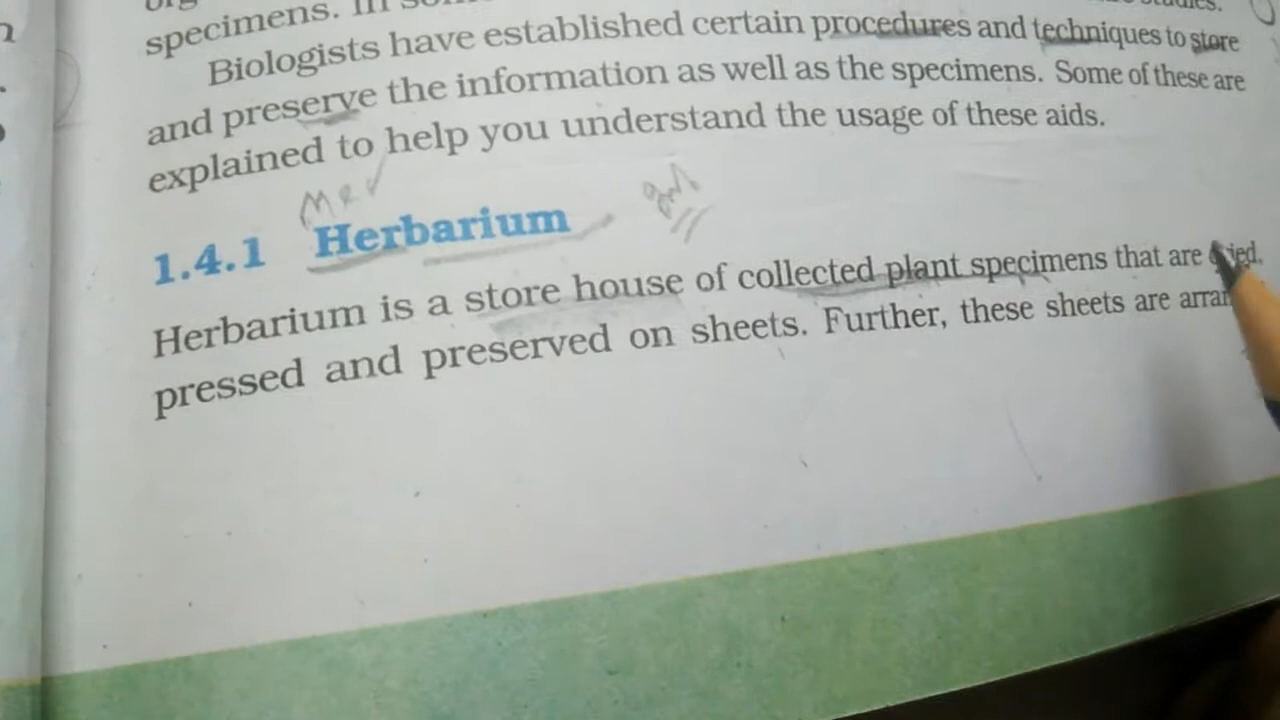 specimens. In
Biologists have established certain procedures and techniques to store
and preserve the information as well as the specimens. Some of these are
explained to help you understand the usage of these aids.
1.4.1 Herbarium
Herbarium is a store house of collected plant specimens that are dried,
pressed and preserved on sheets. Further, these sheets are